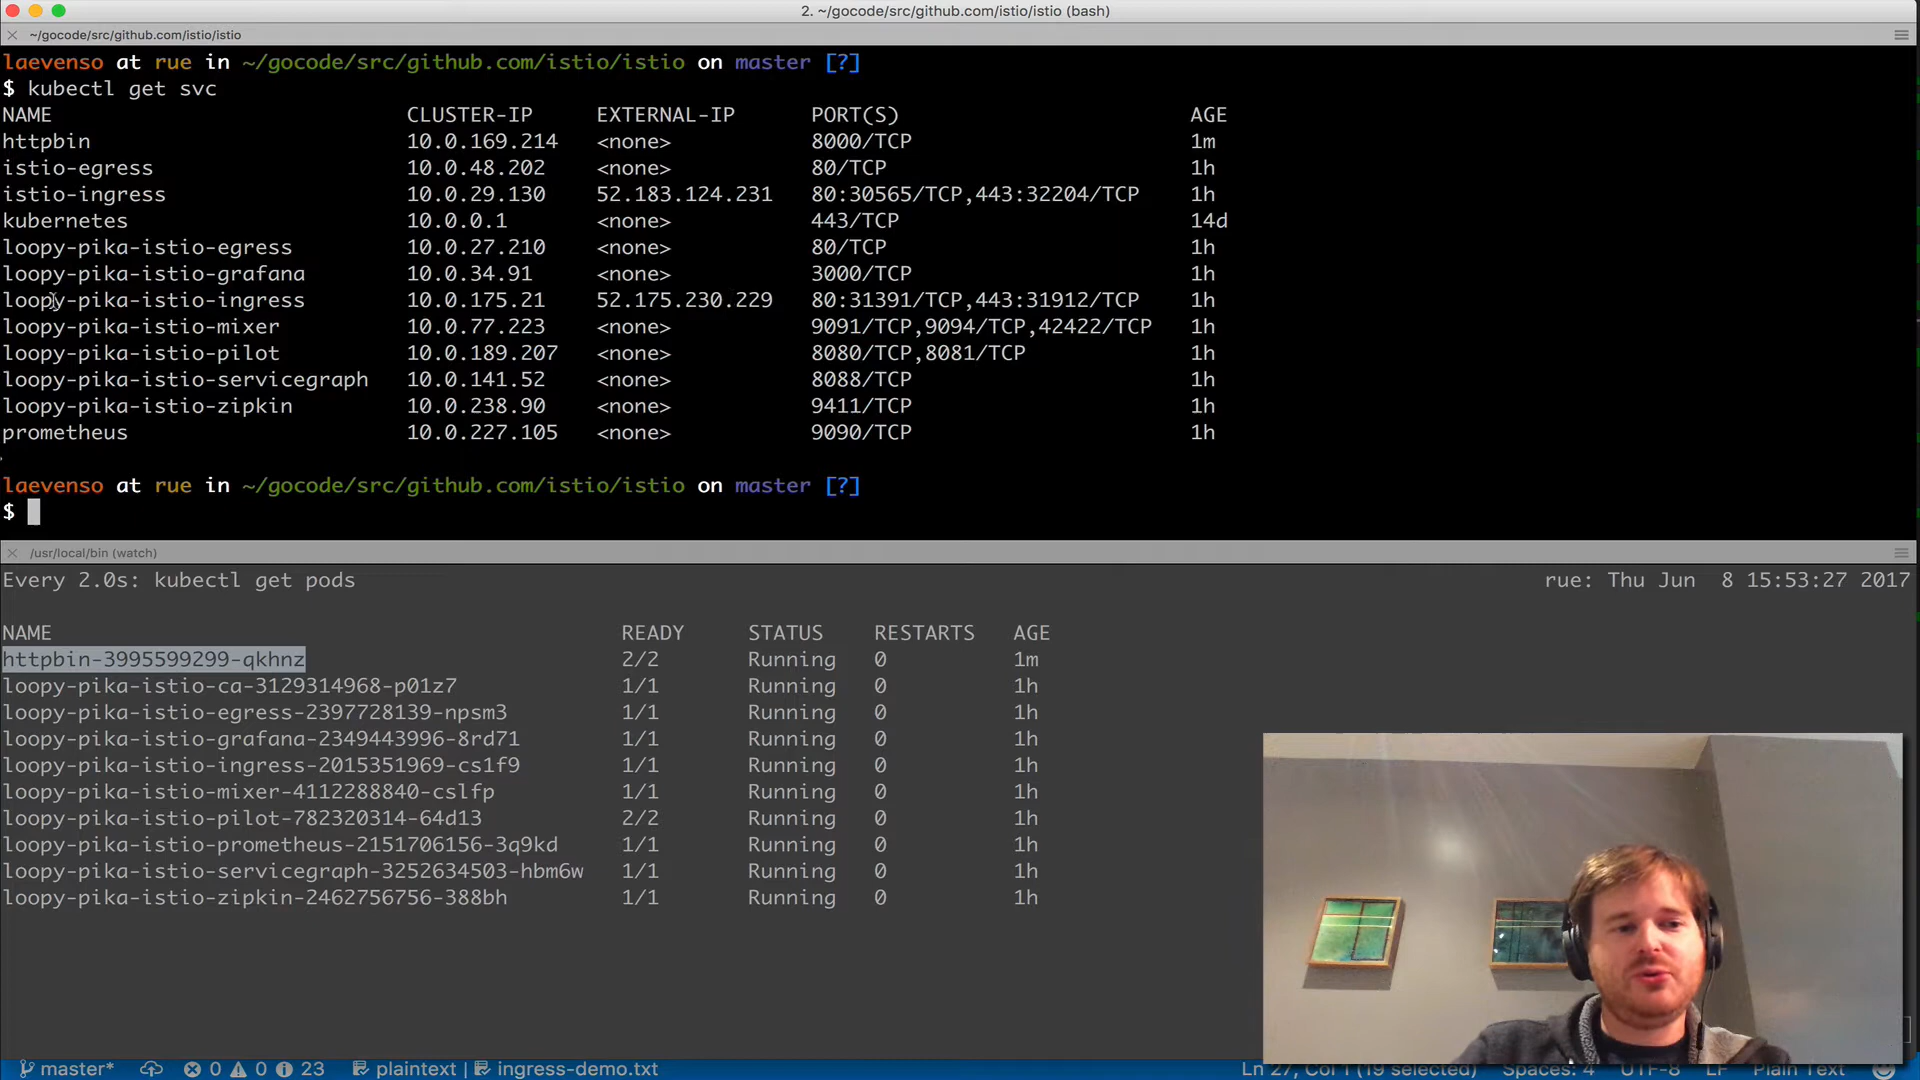 2. ~/gocode/src/github.com/istio/istio (bash)
~/gocode/src/github.com/istio/istio
laevenso at rue in ~/gocode/src/github.com/istio/istio on master [?]
$ kubectl get svc
NAME CLUSTER-IP EXTERNAL-IP PORT(S) AGE
httpbin 10.0.169.214 <none> 8000/TCP 1m
istio-egress 10.0.48.202 <none> 80/TCP 1h
istio-ingress 10.0.29.130 52.183.124.231 80:30565/TCP,443:32204/TCP 1h
kubernetes 10.0.0.1 <none> 443/TCP 14d
loopy-pika-istio-egress 10.0.27.210 <none> 80/TCP 1h
loopy-pika-istio-grafana 10.0.34.91 <none> 3000/TCP 1h
loopy-pika-istio-ingress 10.0.175.21 52.175.230.229 80:31391/TCP,443:31912/TCP 1h
loopy-pika-istio-mixer 10.0.77.223 <none> 9091/TCP,9094/TCP,42422/TCP 1h
loopy-pika-istio-pilot 10.0.189.207 <none> 8080/TCP,8081/TCP 1h
loopy-pika-istio-servicegraph 10.0.141.52 <none> 8088/TCP 1h
loopy-pika-istio-zipkin 10.0.238.90 <none> 9411/TCP 1h
prometheus 10.0.227.105 <none> 9090/TCP 1h
laevenso at rue in ~/gocode/src/github.com/istio/istio on master [?]
$
/usr/local/bin (watch)
Every 2.0s: kubectl get pods rue: Thu Jun 8 15:53:27 2017
NAME READY STATUS RESTARTS AGE
httpbin-3995599299-qkhnz 2/2 Running 0 1m
loopy-pika-istio-ca-3129314968-p01z7 1/1 Running 0 1h
loopy-pika-istio-egress-2397728139-npsm3 1/1 Running 0 1h
loopy-pika-istio-grafana-2349443996-8rd71 1/1 Running 0 1h
loopy-pika-istio-ingress-2015351969-cs1f9 1/1 Running 0 1h
loopy-pika-istio-mixer-4112288840-cslfp 1/1 Running 0 1h
loopy-pika-istio-pilot-782320314-64d13 2/2 Running 0 1h
loopy-pika-istio-prometheus-2151706156-3q9kd 1/1 Running 0 1h
loopy-pika-istio-servicegraph-3252634503-hbm6w 1/1 Running 0 1h
loopy-pika-istio-zipkin-2462756756-388bh 1/1 Running 0 1h
master* 0 0 23 plaintext | ingress-demo.txt Ln 27, Col 1 (19 selected) Spaces: 4 UTF-8 LF Plain Text